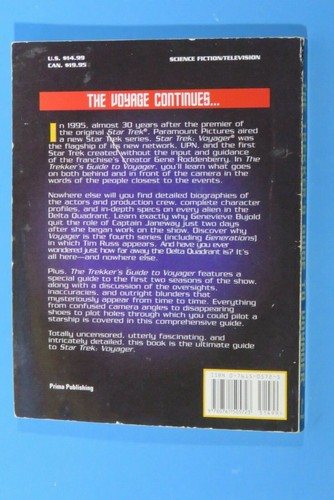 U.S. $14.99
CAN. $19.95
SCIENCE FICTION/TELEVISION
THE VOYAGE CONTINUES...
In 1995, almost 30 years after the premier of
the original Star Trek®, Paramount Pictures aired
a new Star Trek series. Star Trek: Voyager® was
the flagship of its new network, UPN, and the first
Star Trek created without the input and guidance
of the franchise's creator Gene Roddenberry. In The
Trekker's Guide to Voyager, you'll learn what goes
on both behind and in front of the camera in the
words of the people closest to the events.
Nowhere else will you find detailed biographies of
the actors and production crew, complete character
profiles, and in-depth specs on every alien in the
Delta Quadrant. Learn exactly why Genevieve Bujold
quit the role of Captain Janeway just two days
after she began work on the show. Discover why
Voyager is the fourth series (including Generations)
in which Tim Russ appears. And have you ever
wondered just how far away the Delta Quadrant is? It's
all here—and nowhere else.
Plus, The Trekker's Guide to Voyager features a
special guide to the first two seasons of the show,
along with a discussion of the oversights,
inaccuracies, and outright blunders that
mysteriously appear from time to time. Everything
from confused camera angles to disappearing
shoes to plot holes through which you could pilot a
starship is covered in this comprehensive guide.
Totally uncensored, utterly fascinating, and
intricately detailed, this book is the ultimate guide
to Star Trek: Voyager.
Prima Publishing